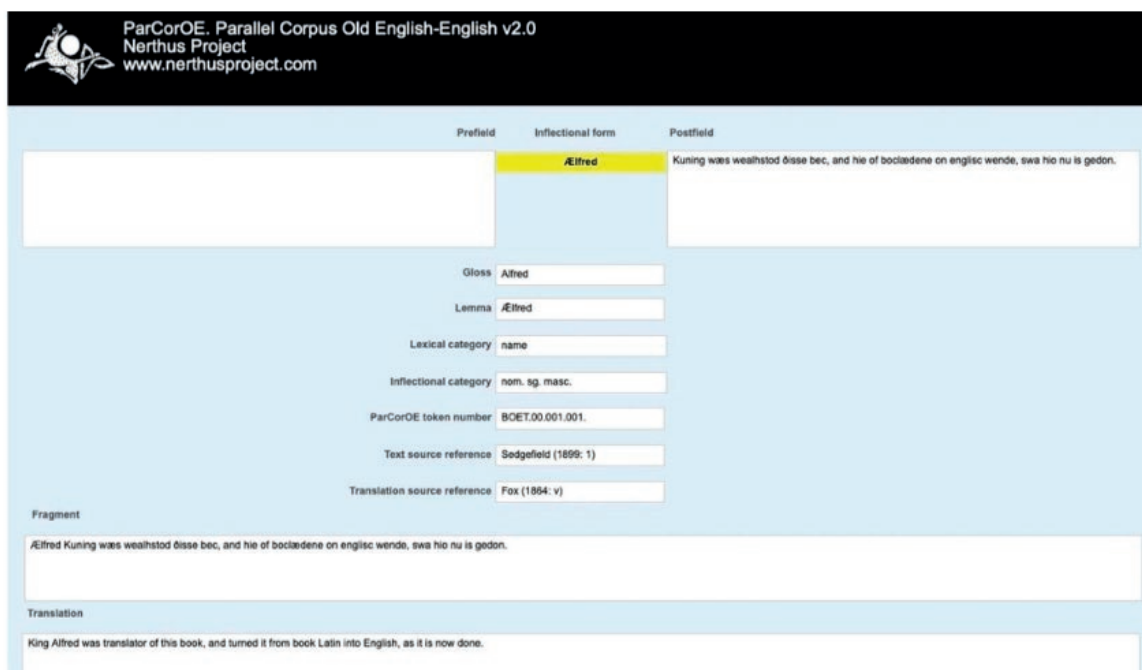 ParCorOE. Parallel Corpus Old English-English v2.0
Nerthus Project
www.nerthusproject.com
Prefield Inflectional form Postfield
Ælfred Kuning wæs wealhstod ðisse bec, and hie of boclædene on englisc wende, swa hio nu is gedon.
Gloss Alfred
Lemma Ælfred
Lexical category name
Inflectional category nom. sg. masc.
ParCorOE token number BOET.00.001.001.
Text source reference Sedgefield (1899: 1)
Translation source reference Fox (1864: v)
Fragment
Ælfred Kuning wæs wealhstod ðisse bec, and hie of boclædene on englisc wende, swa hio nu is gedon.
Translation
King Alfred was translator of this book, and turned it from book Latin into English, as it is now done.